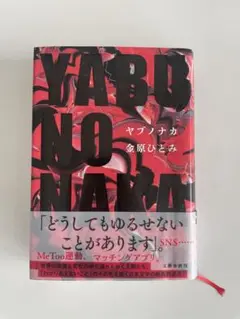 YABU
NO
NAKA
ヤブノナカ
金原ひとみ
「どうしてもゆるせない
ことがあります」。
SNS……
MeToo運動、マッチングアプリ、